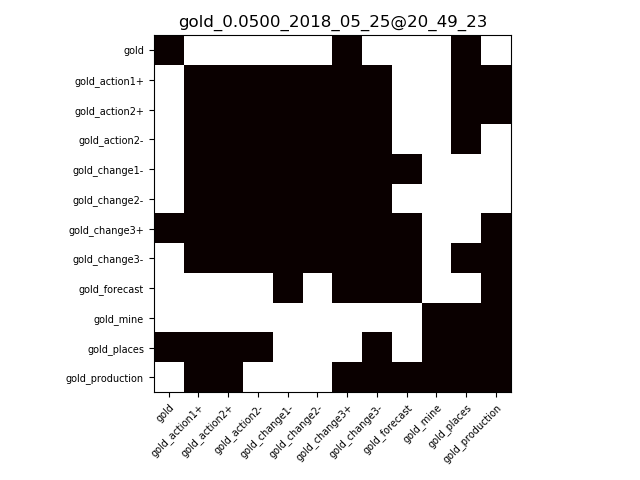 gold_0.0500_2018_05_25@20_49_23
gold
gold_action1+
gold_action2+
gold_action2-
gold_change1-
gold_change2-
gold_change3+
gold_change3-
gold_forecast
gold_mine
gold_places
gold_production
gold
gold_action1+
gold_action2+
gold_action2-
gold_change1-
gold_change2-
gold_change3+
gold_change3-
gold_forecast
gold_mine
gold_places
gold_production